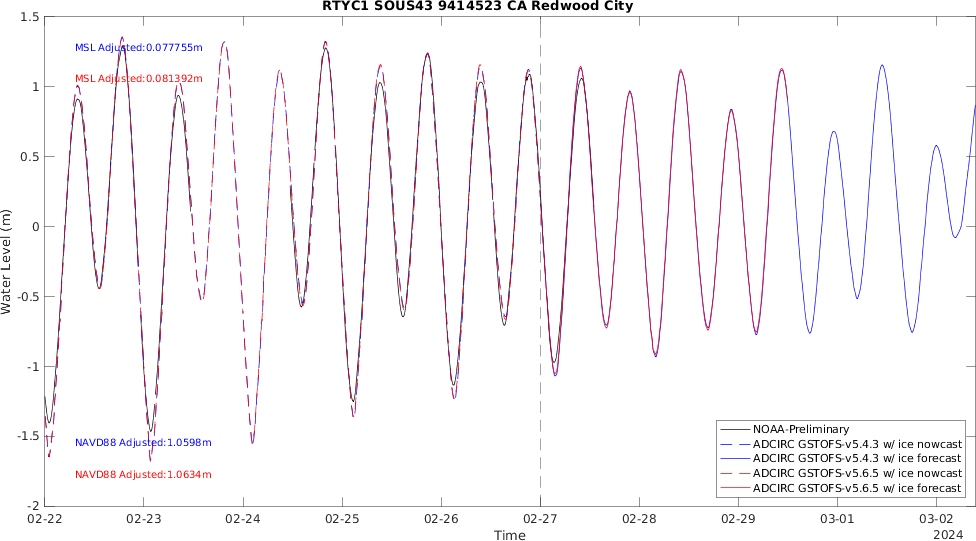 RTYC1 SOUS43 9414523 CA Redwood City
1.5
1
0.5
0
-0.5
-1
-1.5
-2
Water Level (m)
MSL Adjusted:0.077755m
MSL Adjusted:0.081392m
NAVD88 Adjusted:1.0598m
NAVD88 Adjusted:1.0634m
NOAA-Preliminary
ADCIRC GSTOFS-v5.4.3 w/ ice nowcast
ADCIRC GSTOFS-v5.4.3 w/ ice forecast
ADCIRC GSTOFS-v5.6.5 w/ ice nowcast
ADCIRC GSTOFS-v5.6.5 w/ ice forecast
02-22 02-23 02-24 02-25 02-26 02-27 02-28 02-29 03-01 03-02
Time
2024